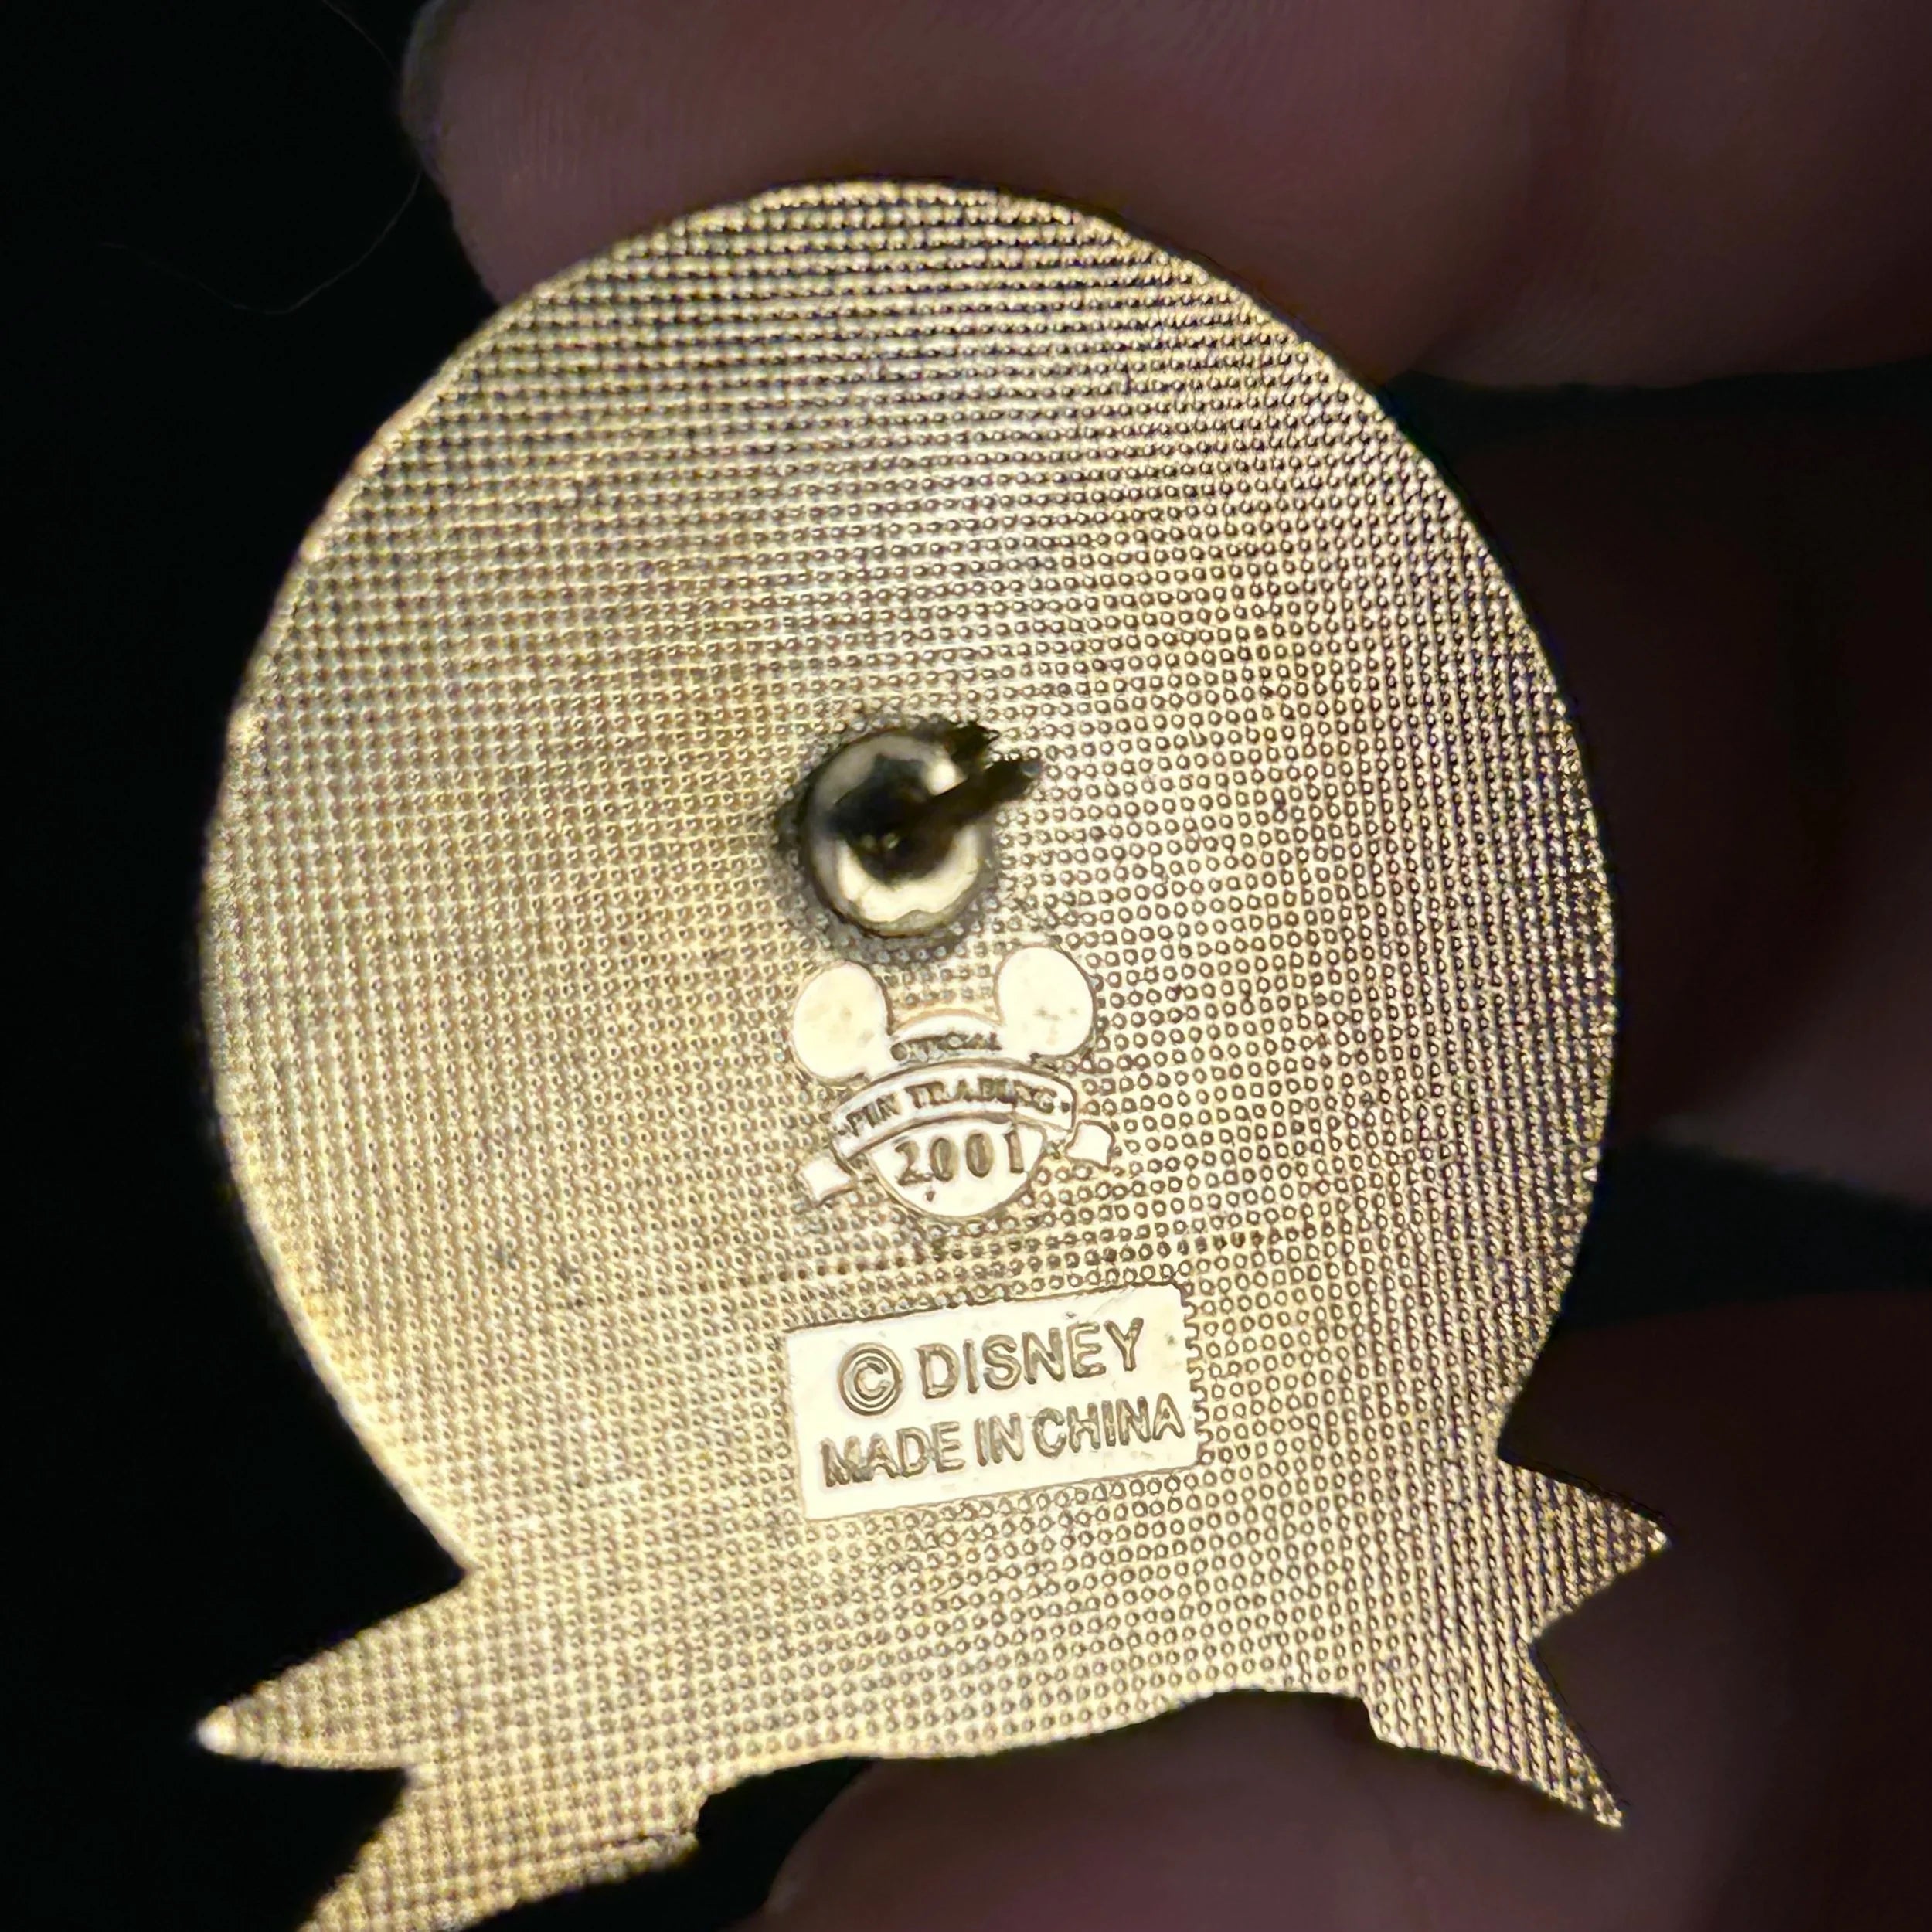 OFFICIAL
·PIN TRADING·
2001
© DISNEY
MADE IN CHINA